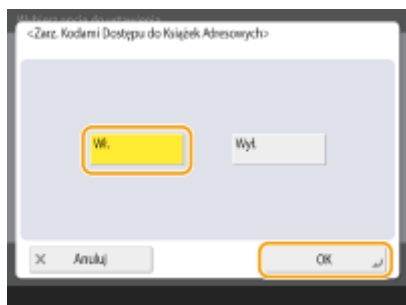 <Zarz. Kodami Dostępu do Książek Adresowych>
Wł.
Wył.
Anuluj
OK